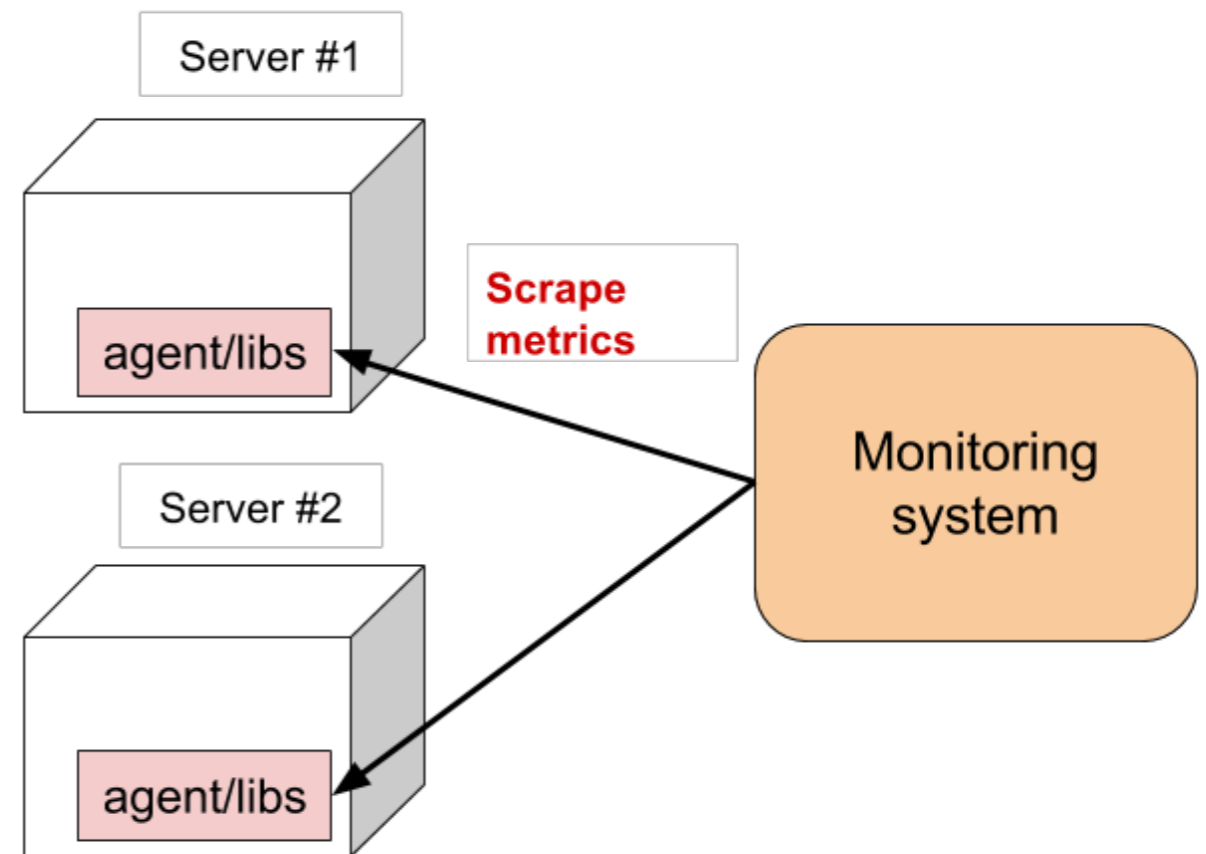 Server #1
agent/libs
Scrape
metrics
Monitoring
system
Server #2
agent/libs